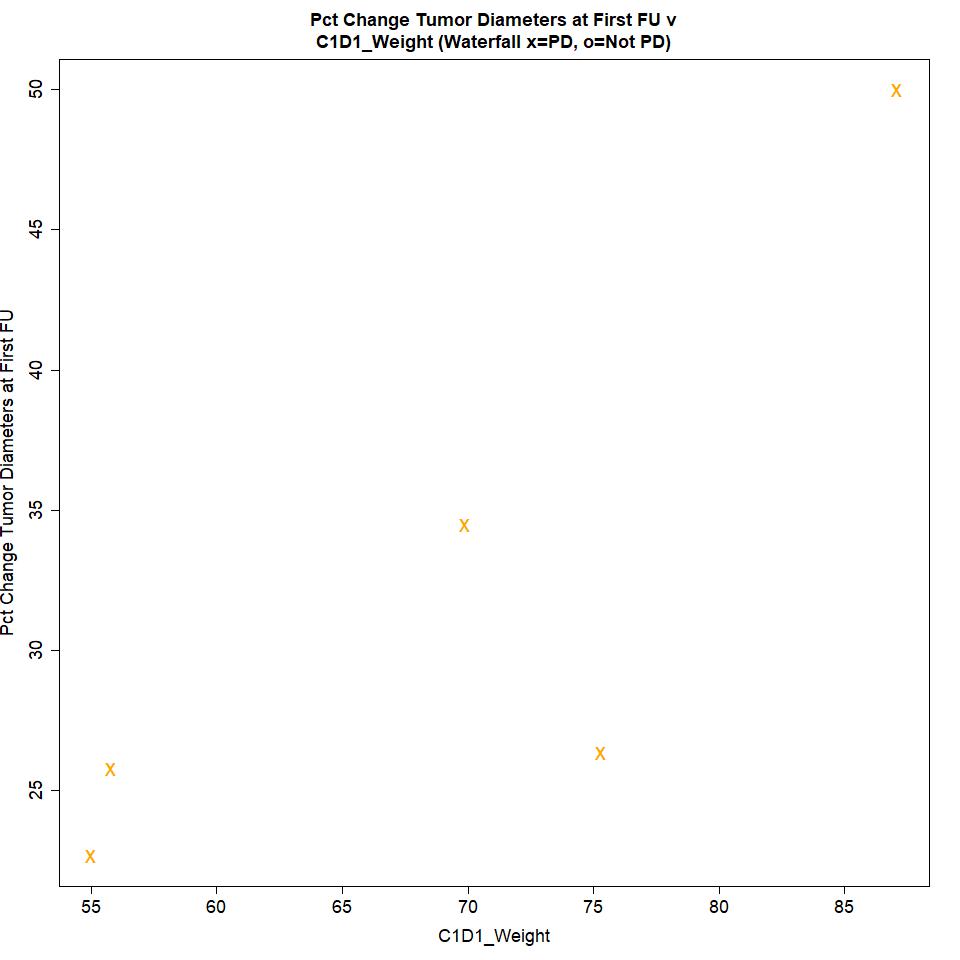 Pct Change Tumor Diameters at First FU v
C1D1_Weight (Waterfall x=PD, o=Not PD)
Pct Change Tumor Diameters at First FU
50
45
40
35
30
25
X
X
X
X
X
55 60 65 70 75 80 85
C1D1_Weight